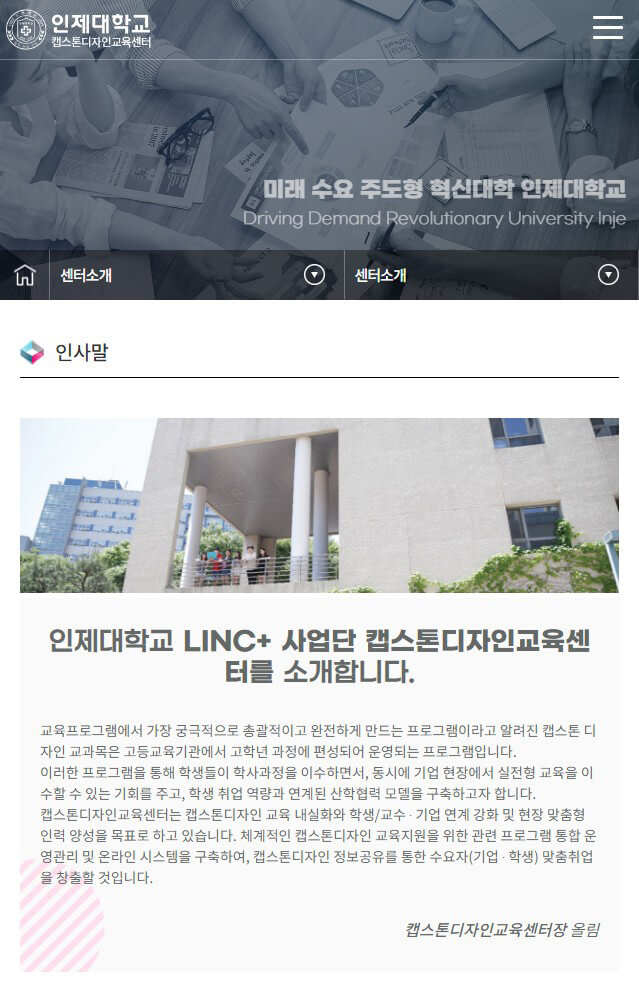 인제대학교
캡스톤디자인교육센터
미래 수요 주도형 혁신대학 인제대학교
Driving Demand Revolutionary University Inje
센터소개
센터소개
인사말
인제대학교 LINC+ 사업단 캡스톤디자인교육센
터를 소개합니다.
교육프로그램에서 가장 궁극적으로 총괄적이고 완전하게 만드는 프로그램이라고 알려진 캡스톤 디
자인 교과목은 고등교육기관에서 고학년 과정에 편성되어 운영되는 프로그램입니다.
이러한 프로그램을 통해 학생들이 학사과정을 이수하면서, 동시에 기업 현장에서 실전형 교육을 이
수할 수 있는 기회를 주고, 학생 취업 역량과 연계된 산학협력 모델을 구축하고자 합니다.
캡스톤디자인교육센터는 캡스톤디자인 교육 내실화와 학생/교수 · 기업 연계 강화 및 현장 맞춤형
인력 양성을 목표로 하고 있습니다. 체계적인 캡스톤디자인 교육지원을 위한 관련 프로그램 통합 운
영관리 및 온라인 시스템을 구축하여, 캡스톤디자인 정보공유를 통한 수요자(기업 · 학생) 맞춤취업
을 창출할 것입니다.
캡스톤디자인교육센터장 올림